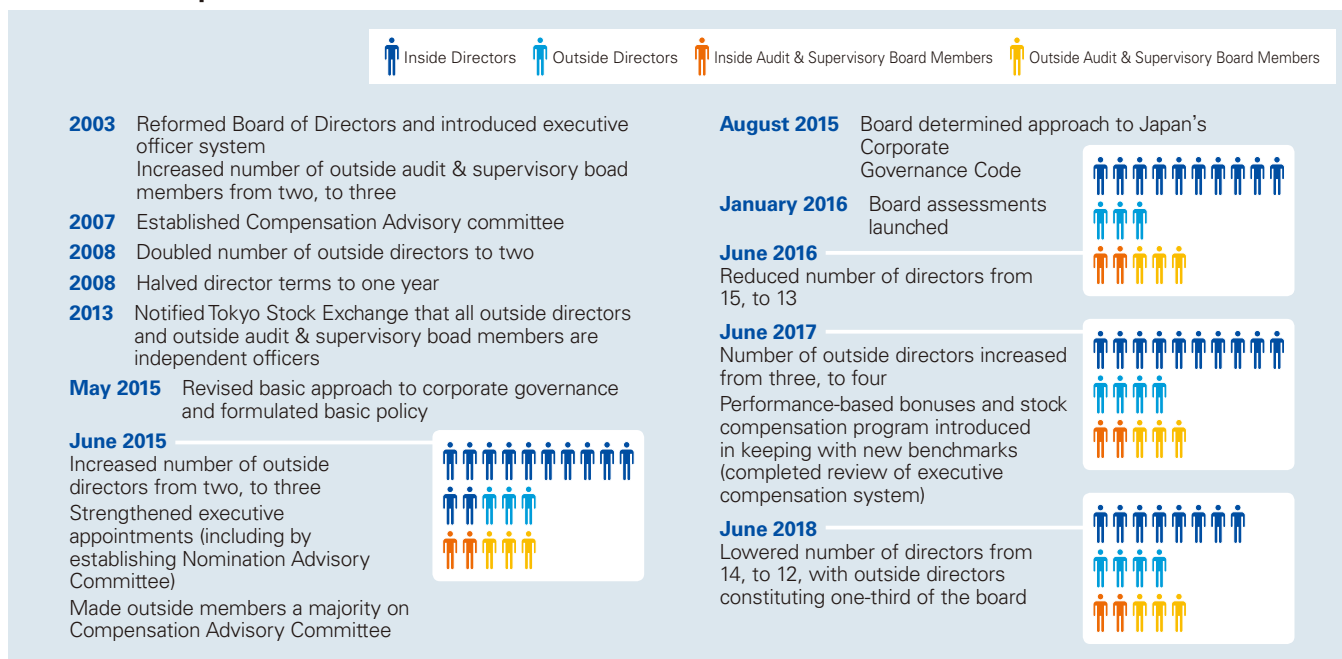 Inside Directors Outside Directors Inside Audit & Supervisory Board Members Outside Audit & Supervisory Board Members
2003 Reformed Board of Directors and introduced executive
officer system
Increased number of outside audit & supervisory boad
members from two, to three
2007 Established Compensation Advisory committee
2008 Doubled number of outside directors to two
2008 Halved director terms to one year
2013 Notified Tokyo Stock Exchange that all outside directors
and outside audit & supervisory boad members are
independent officers
May 2015 Revised basic approach to corporate governance
and formulated basic policy
June 2015
Increased number of outside
directors from two, to three
Strengthened executive
appointments (including by
establishing Nomination Advisory
Committee)
Made outside members a majority on
Compensation Advisory Committee
August 2015 Board determined approach to Japan's
Corporate
Governance Code
January 2016 Board assessments
launched
June 2016
Reduced number of directors from
15, to 13
June 2017
Number of outside directors increased
from three, to four
Performance-based bonuses and stock
compensation program introduced
in keeping with new benchmarks
(completed review of executive
compensation system)
June 2018
Lowered number of directors from
14, to 12, with outside directors
constituting one-third of the board